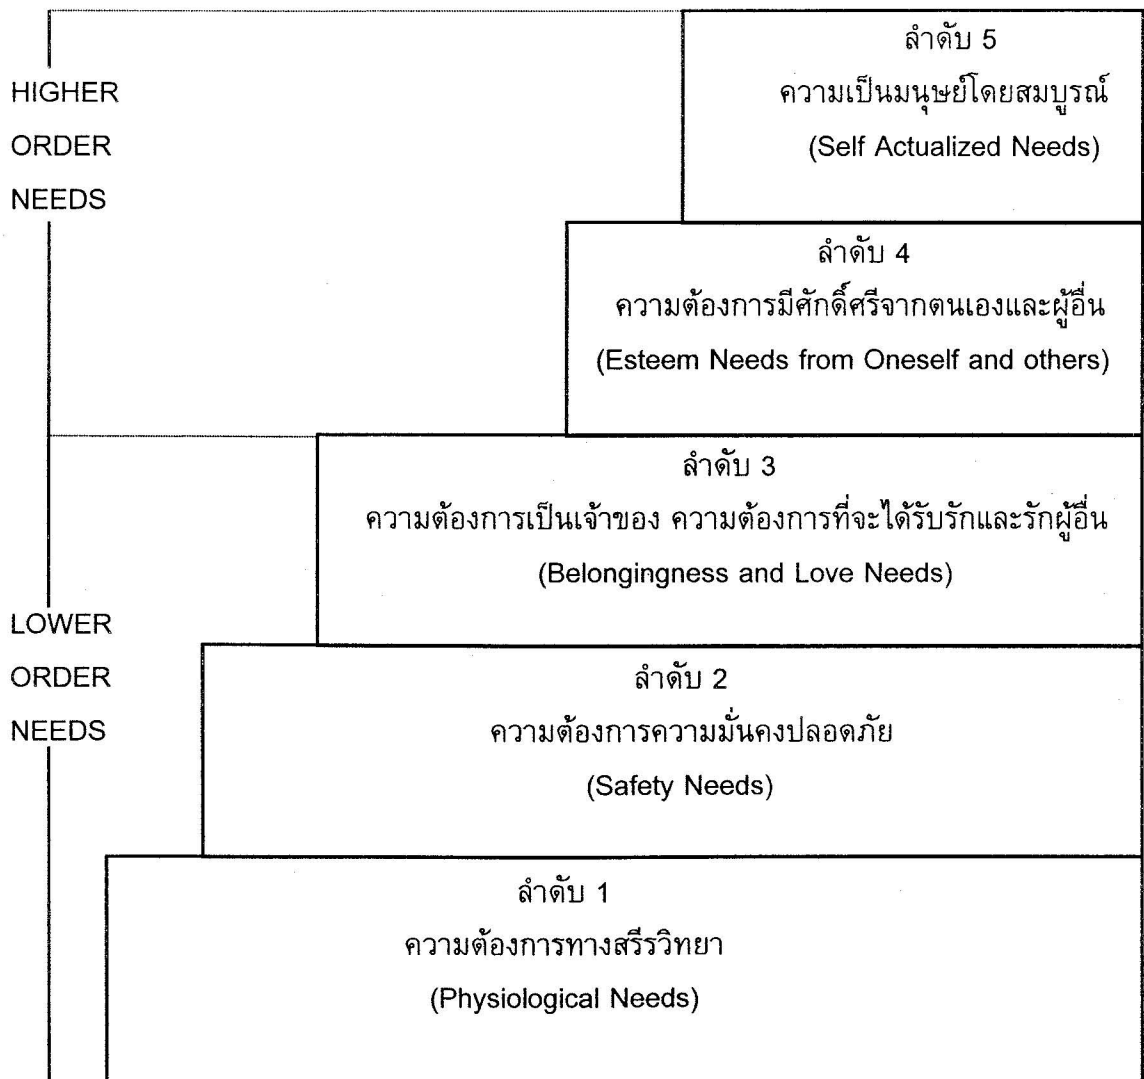 ลำดับ 5
HIGHER
ความเป็นมนุษย์โดยสมบูรณ์
ORDER
(Self Actualized Needs)
NEEDS
ลำดับ 4
ความต้องการมีศักดิ์ศรีจากตนเองและผู้อื่น
(Esteem Needs from Oneself and others)
ลำดับ 3
ความต้องการเป็นเจ้าของ ความต้องการที่จะได้รับรักและรักผู้อื่น
(Belongingness and Love Needs)
LOWER
ORDER
NEEDS
ลำดับ 2
ความต้องการความมั่นคงปลอดภัย
(Safety Needs)
ลำดับ 1
ความต้องการทางสรีรวิทยา
(Physiological Needs)